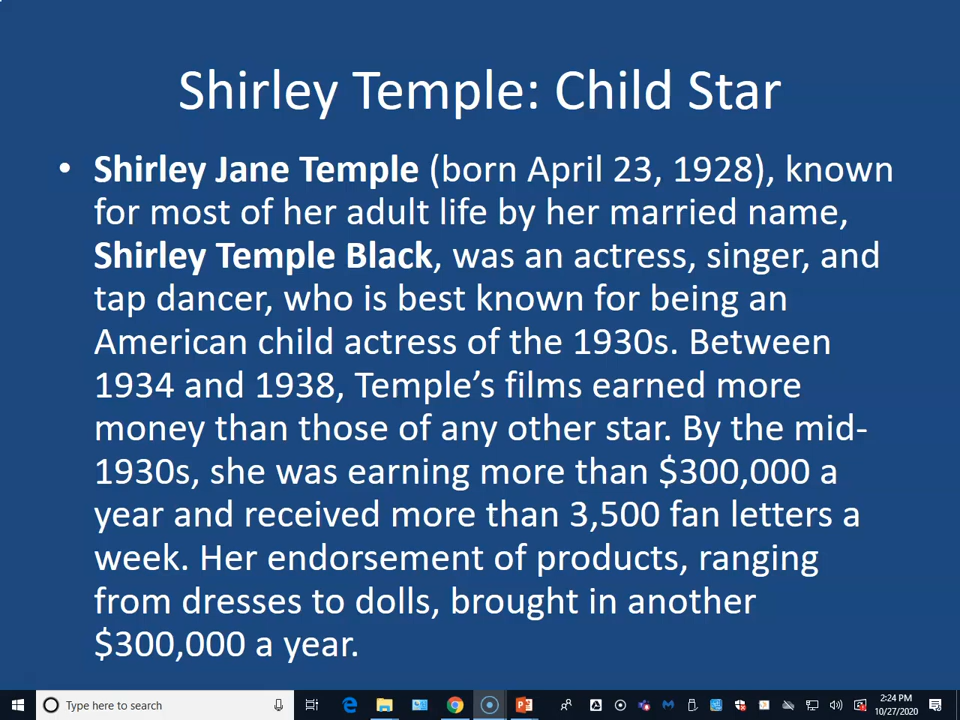 Shirley Temple: Child Star
• Shirley Jane Temple (born April 23, 1928), known
for most of her adult life by her married name,
Shirley Temple Black, was an actress, singer, and
tap dancer, who is best known for being an
American child actress of the 1930s. Between
1934 and 1938, Temple’s films earned more
money than those of any other star. By the mid-
1930s, she was earning more than $300,000 a
year and received more than 3,500 fan letters a
week. Her endorsement of products, ranging
from dresses to dolls, brought in another
$300,000 a year.
Type here to search
2:24 PM
10/27/2020